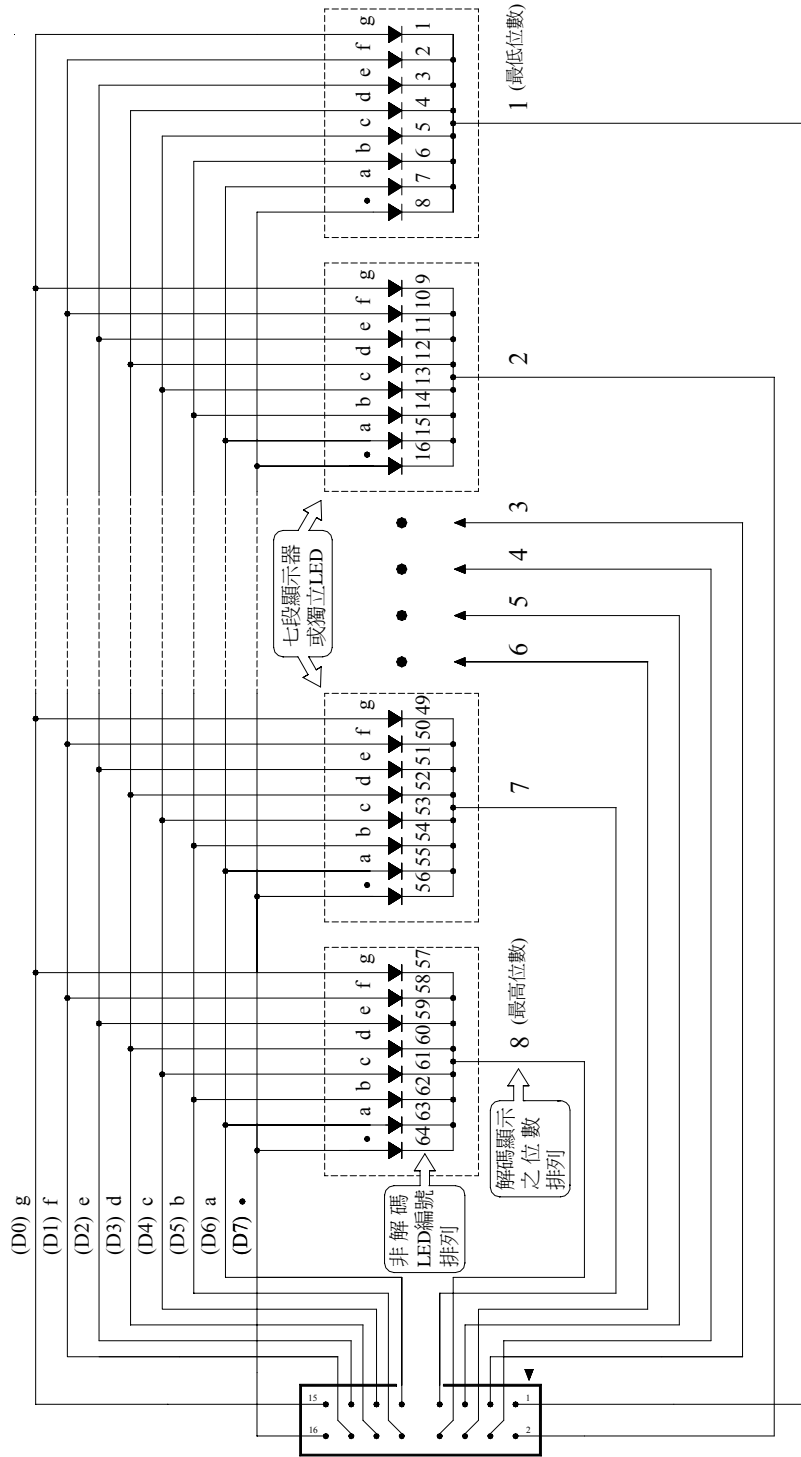 (D0) g
(D1) f
(D2) e
(D3) d
(D4) c
(D5) b
(D6) a
(D7) •
• a b c d e f g
64 63 62 61 60 59 58 57
8 (最高位數)
• a b c d e f g
56 55 54 53 52 51 50 49
7
七段顯示器
或獨立LED
6
5
4
3
• a b c d e f g
16 15 14 13 12 11 10 9
2
• a b c d e f g
8 7 6 5 4 3 2 1
1 (最低位數)
非 解 碼
LED編號
排列
解碼顯示
之 位 數
排列
15
16
1
2